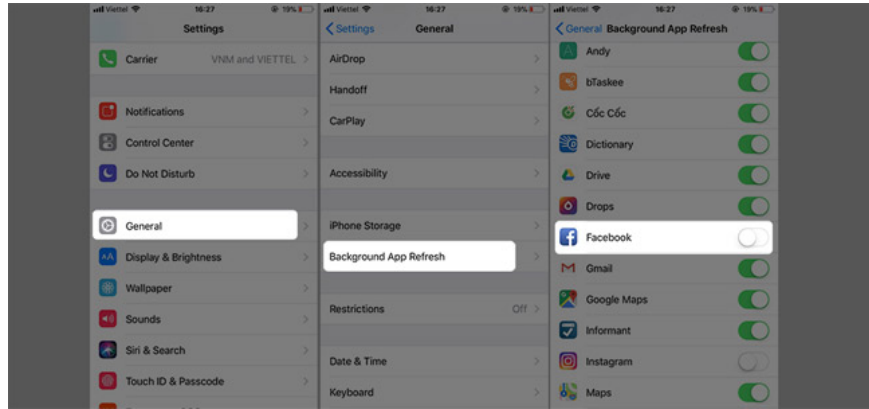 Viettel 16:27 19%
Settings
Carrier VNM and VIETTEL
Notifications
Control Center
Do Not Disturb
General
Display & Brightness
Wallpaper
Sounds
Siri & Search
Touch ID & Passcode
Viettel 16:27 19%
Settings General
AirDrop
Handoff
CarPlay
Accessibility
iPhone Storage
Background App Refresh
Restrictions Off
Date & Time
Keyboard
Viettel 16:27 19%
General Background App Refresh
Andy
bTaskee
Cốc Cốc
Dictionary
Drive
Drops
Facebook
Gmail
Google Maps
Informant
Instagram
Maps